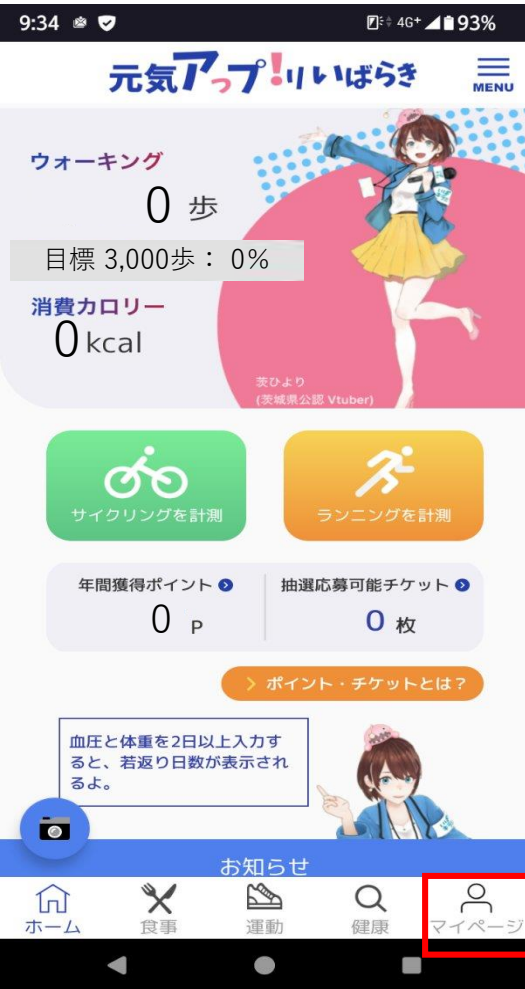 9:34 4G+ 93%
元気アっプ!リいばらき
MENU
ウォーキング
0 歩
目標 3,000歩： 0%
消費カロリー
0 kcal
茨ひより
(茨城県公認 Vtuber)
サイクリングを計測 ランニングを計測
年間獲得ポイント 抽選応募可能チケット
0 P 0 枚
ポイント・チケットとは？
血圧と体重を2日以上入力す
ると、若返り日数が表示され
るよ。
お知らせ
ホーム 食事 運動 健康 マイページ